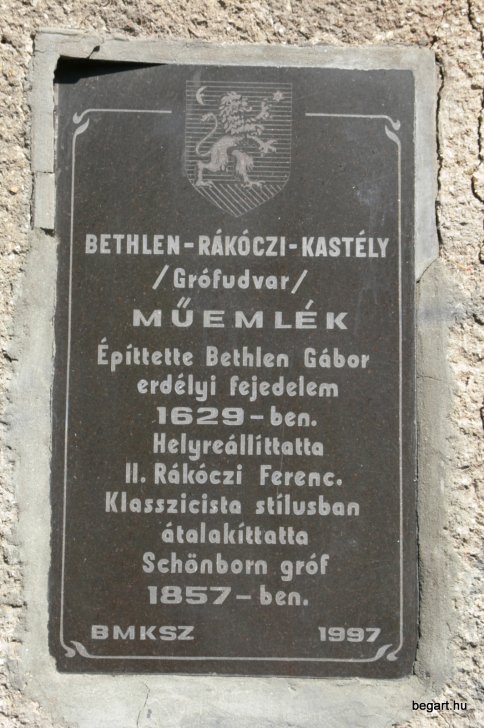 BETHLEN-RÁKÓCZI-KASTÉLY
/Grófudvar/
MŰEMLÉK
Épittette Bethlen Gábor
erdélyi fejedelem
1629-ben.
Helyreállíttatta
II. Rákóczi Ferenc.
Klasszicista stílusban
átalakíttatta
Schönborn gróf
1857-ben.
BMKSZ 1997
begart.hu